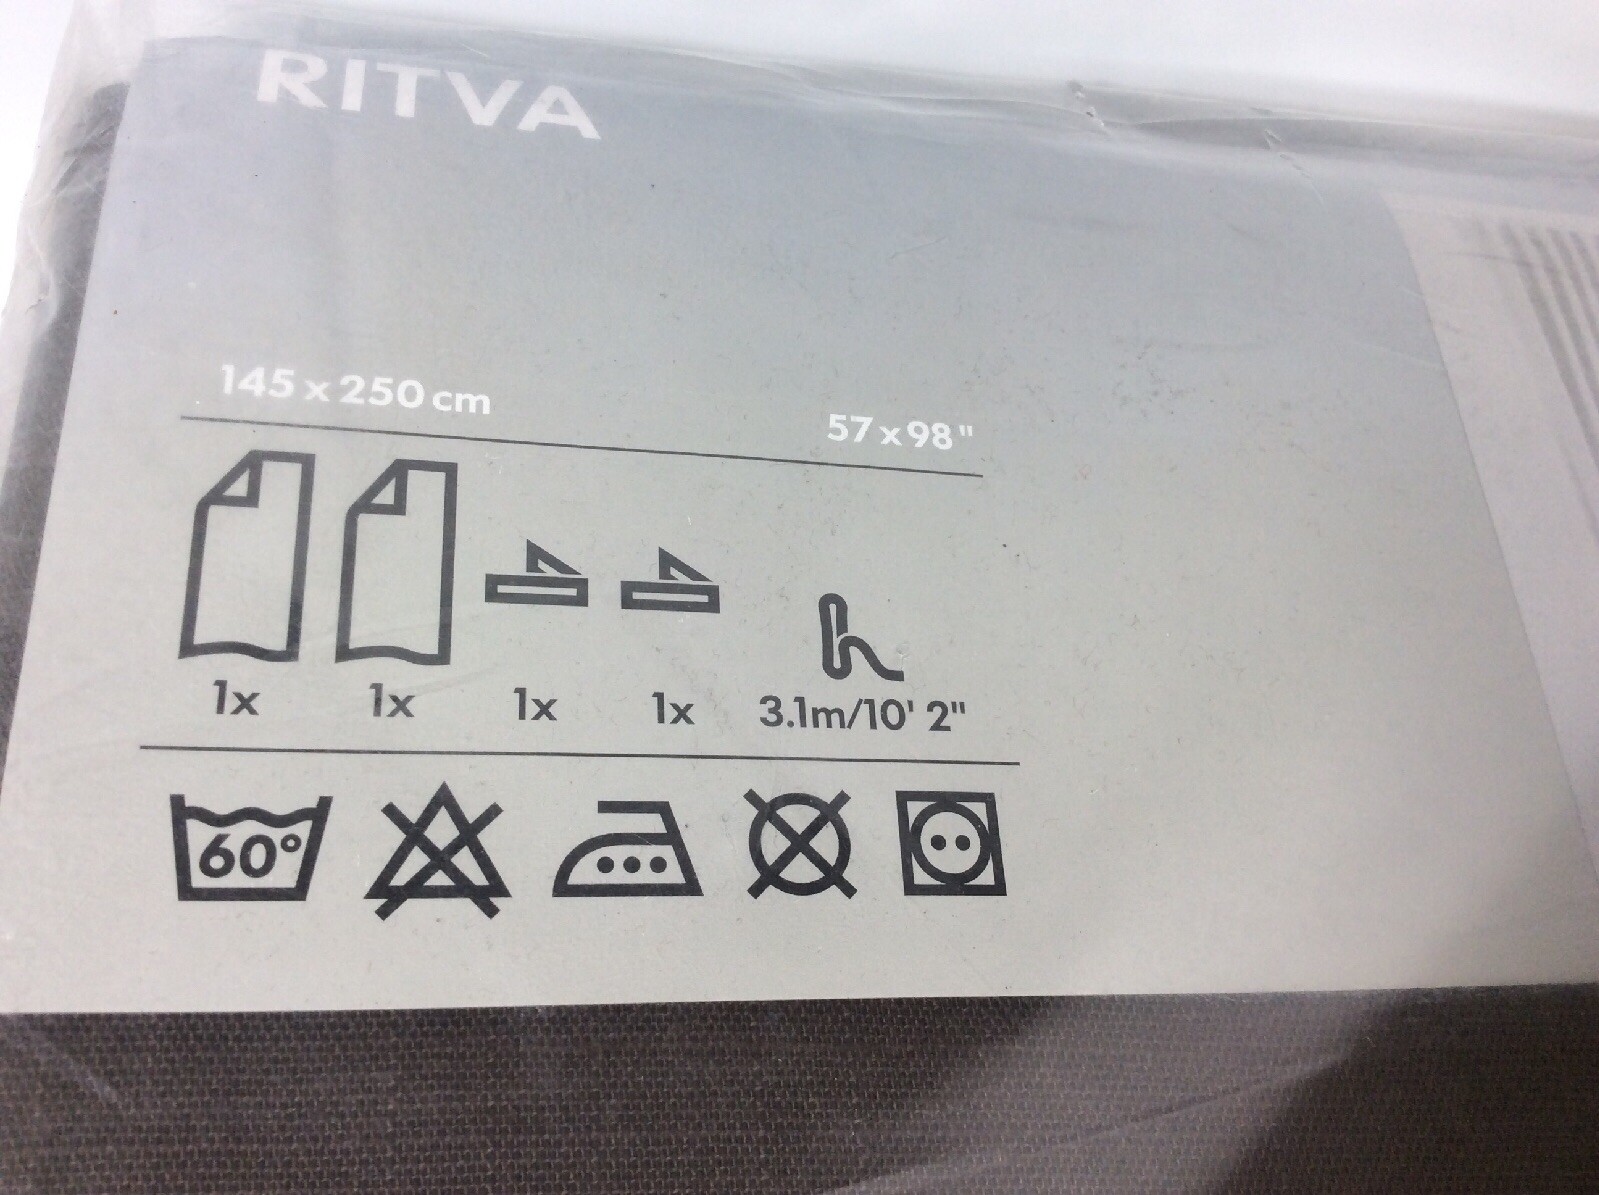 RITVA
145 x 250 cm 57 x 98"
1x 1x 1x 1x 3.1m/10' 2"
60°